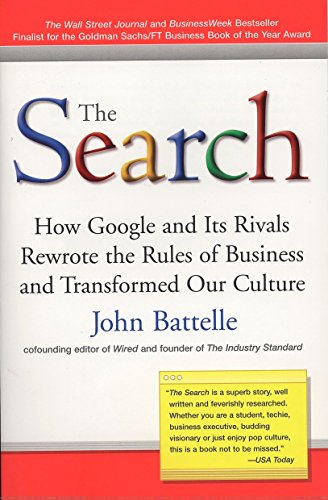 The Wall Street Journal and BusinessWeek Bestseller
Finalist for the Goldman Sachs/FT Business Book of the Year Award
The
Search
How Google and Its Rivals
Rewrote the Rules of Business
and Transformed Our Culture
John Battelle
cofounding editor of Wired and founder of The Industry Standard
"The Search is a superb story, well
written and feverishly researched.
Whether you are a student, techie,
business executive, budding
visionary or just enjoy pop culture,
this is a book not to be missed."
—USA Today